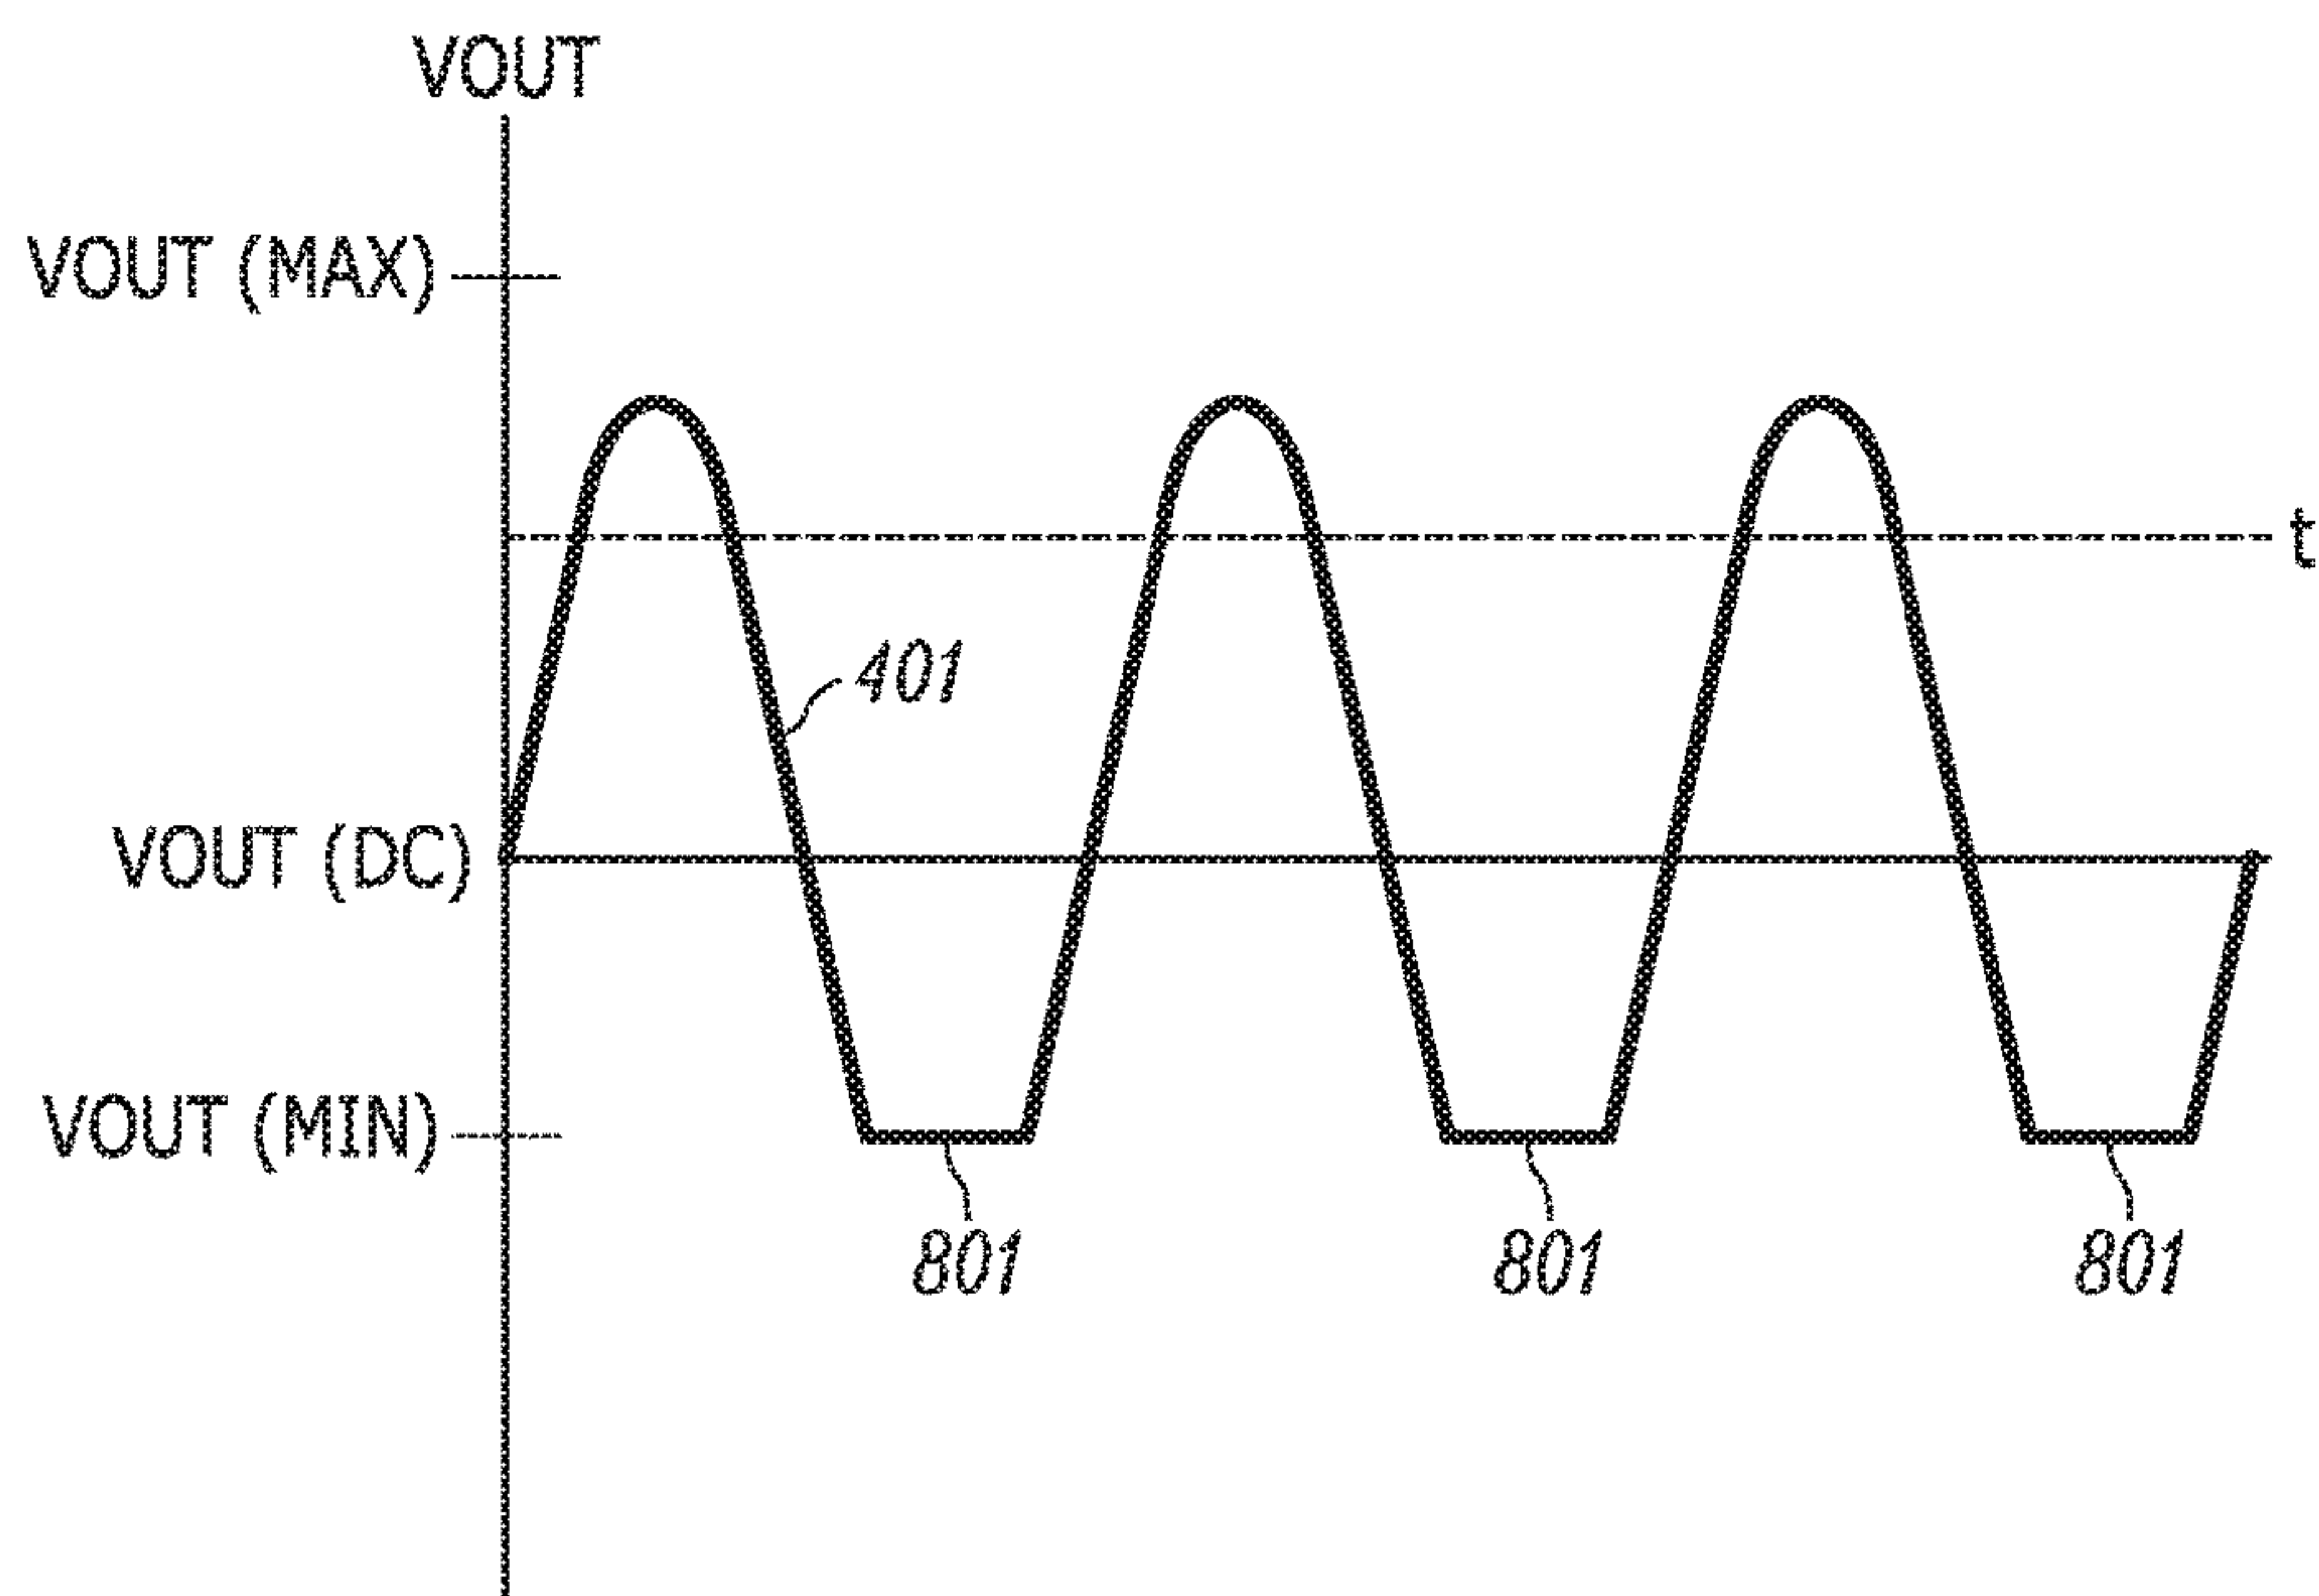 VOUT
VOUT (MAX)
t
401
VOUT (DC)
VOUT (MIN)
801 801 801